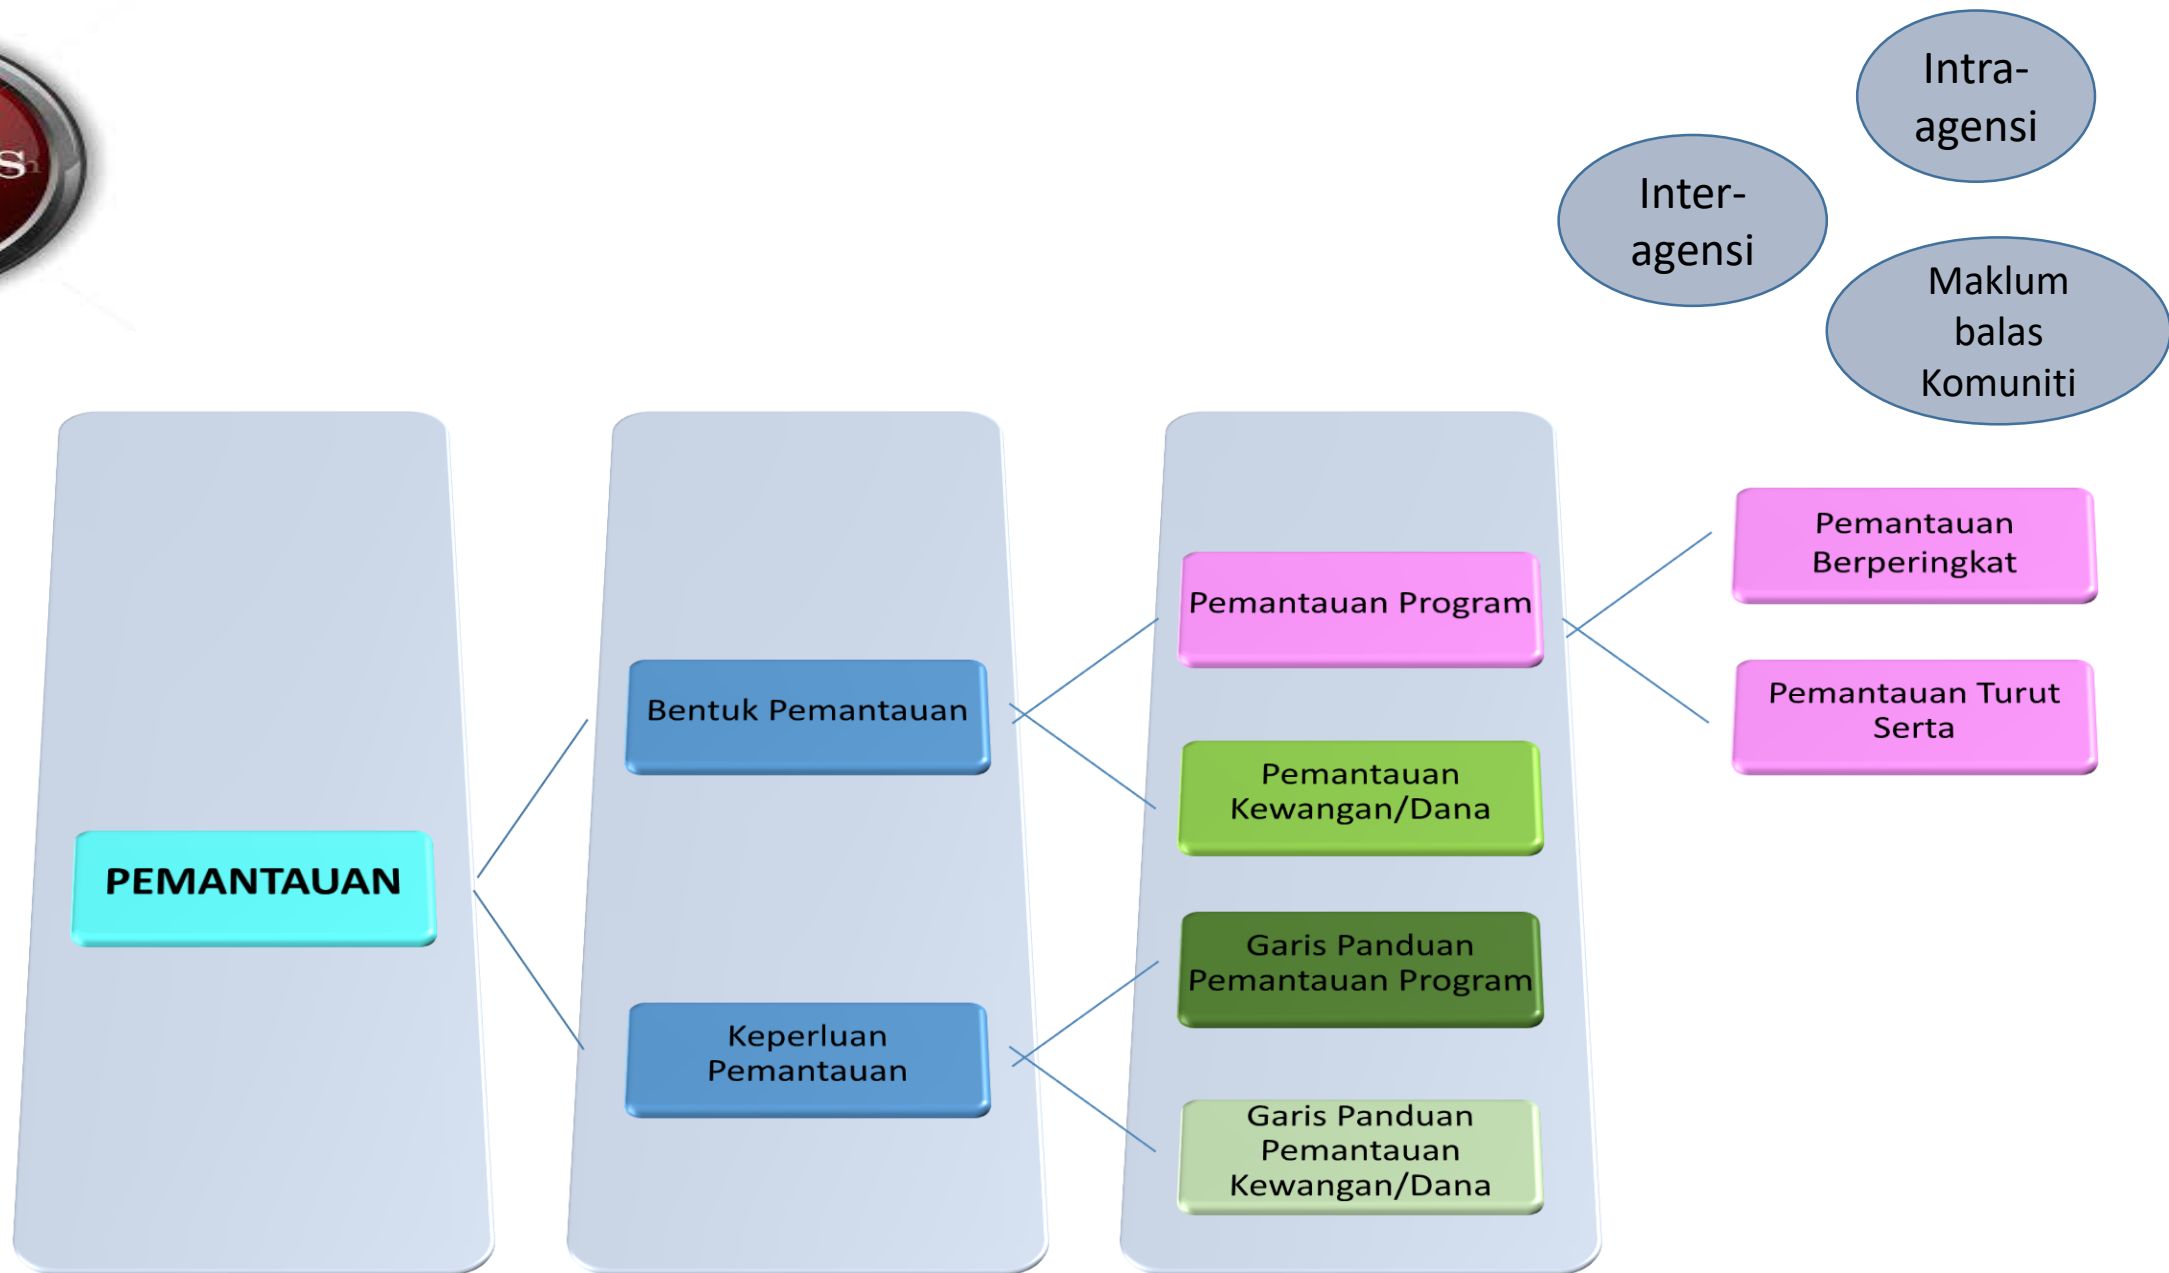 Intra-
agensi
Inter-
agensi
Maklum
balas
Komuniti
PEMANTAUAN
Bentuk Pemantauan
Keperluan
Pemantauan
Pemantauan Program
Pemantauan
Kewangan/Dana
Garis Panduan
Pemantauan Program
Garis Panduan
Pemantauan
Kewangan/Dana
Pemantauan
Berperingkat
Pemantauan Turut
Serta